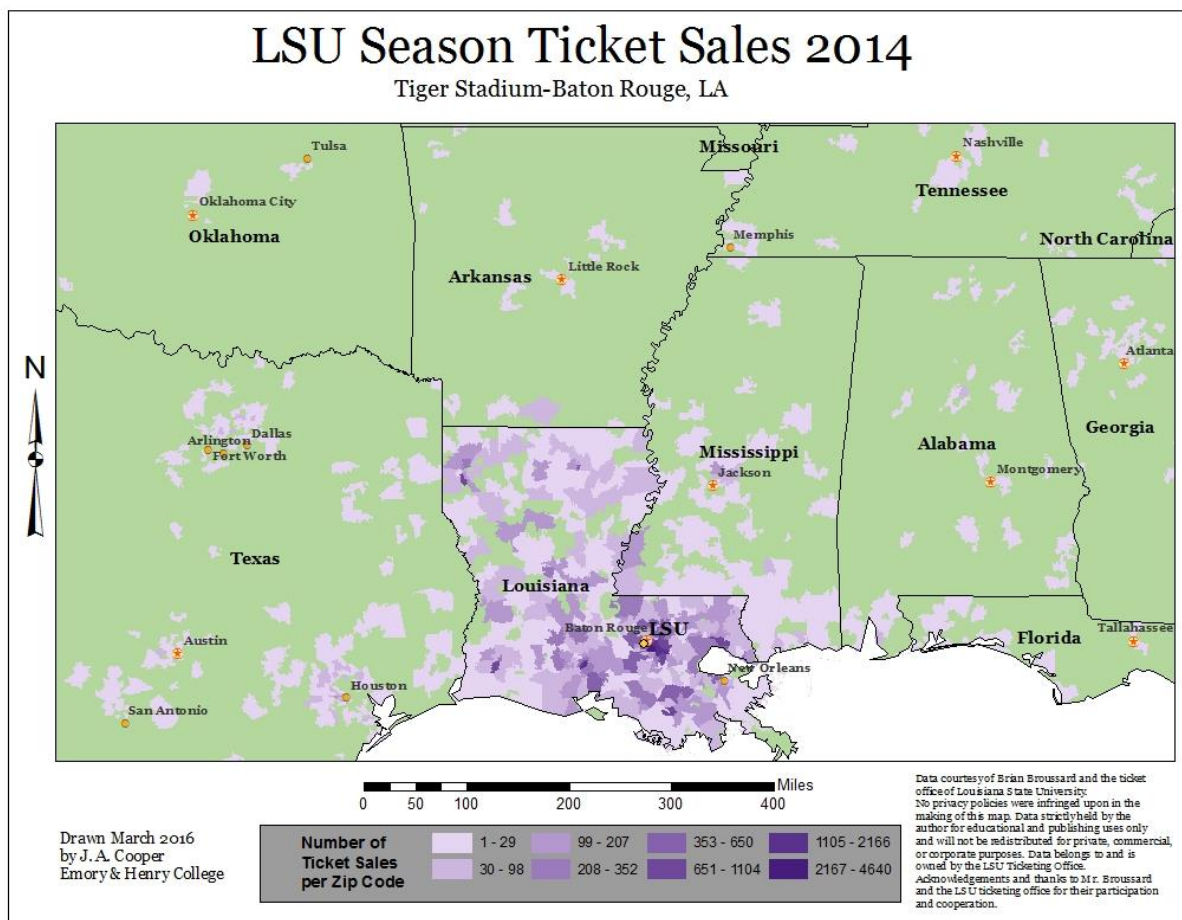 LSU Season Ticket Sales 2014
Tiger Stadium-Baton Rouge, LA
Missouri
Nashville
Tulsa
Tennessee
Oklahoma City
Oklahoma
Memphis
North Carolina
Little Rock
Arkansas
Atlanta
N
Dallas
Arlington
Fort Worth
Georgia
Alabama
Mississippi
Jackson
Montgomery
Texas
Louisiana
Baton Rouge
LSU
Austin
Florida
Tallahassee
New Orleans
Houston
San Antonio
Miles
0 50 100 200 300 400
Drawn March 2016
by J. A. Cooper
Emory & Henry College
Number of
Ticket Sales
per Zip Code
1 - 29
30 - 98
99 - 207
208 - 352
353 - 650
651 - 1104
1105 - 2166
2167 - 4640
Data courtesy of Brian Broussard and the ticket
office of Louisiana State University.
No privacy policies were infringed upon in the
making of this map. Data strictly held by the
author for educational and publishing uses only
and will not be redistributed for private, commercial,
or corporate purposes. Data belongs to and is
owned by the LSU Ticketing Office.
Acknowledgements and thanks to Mr. Broussard
and the LSU ticketing office for their participation
and cooperation.